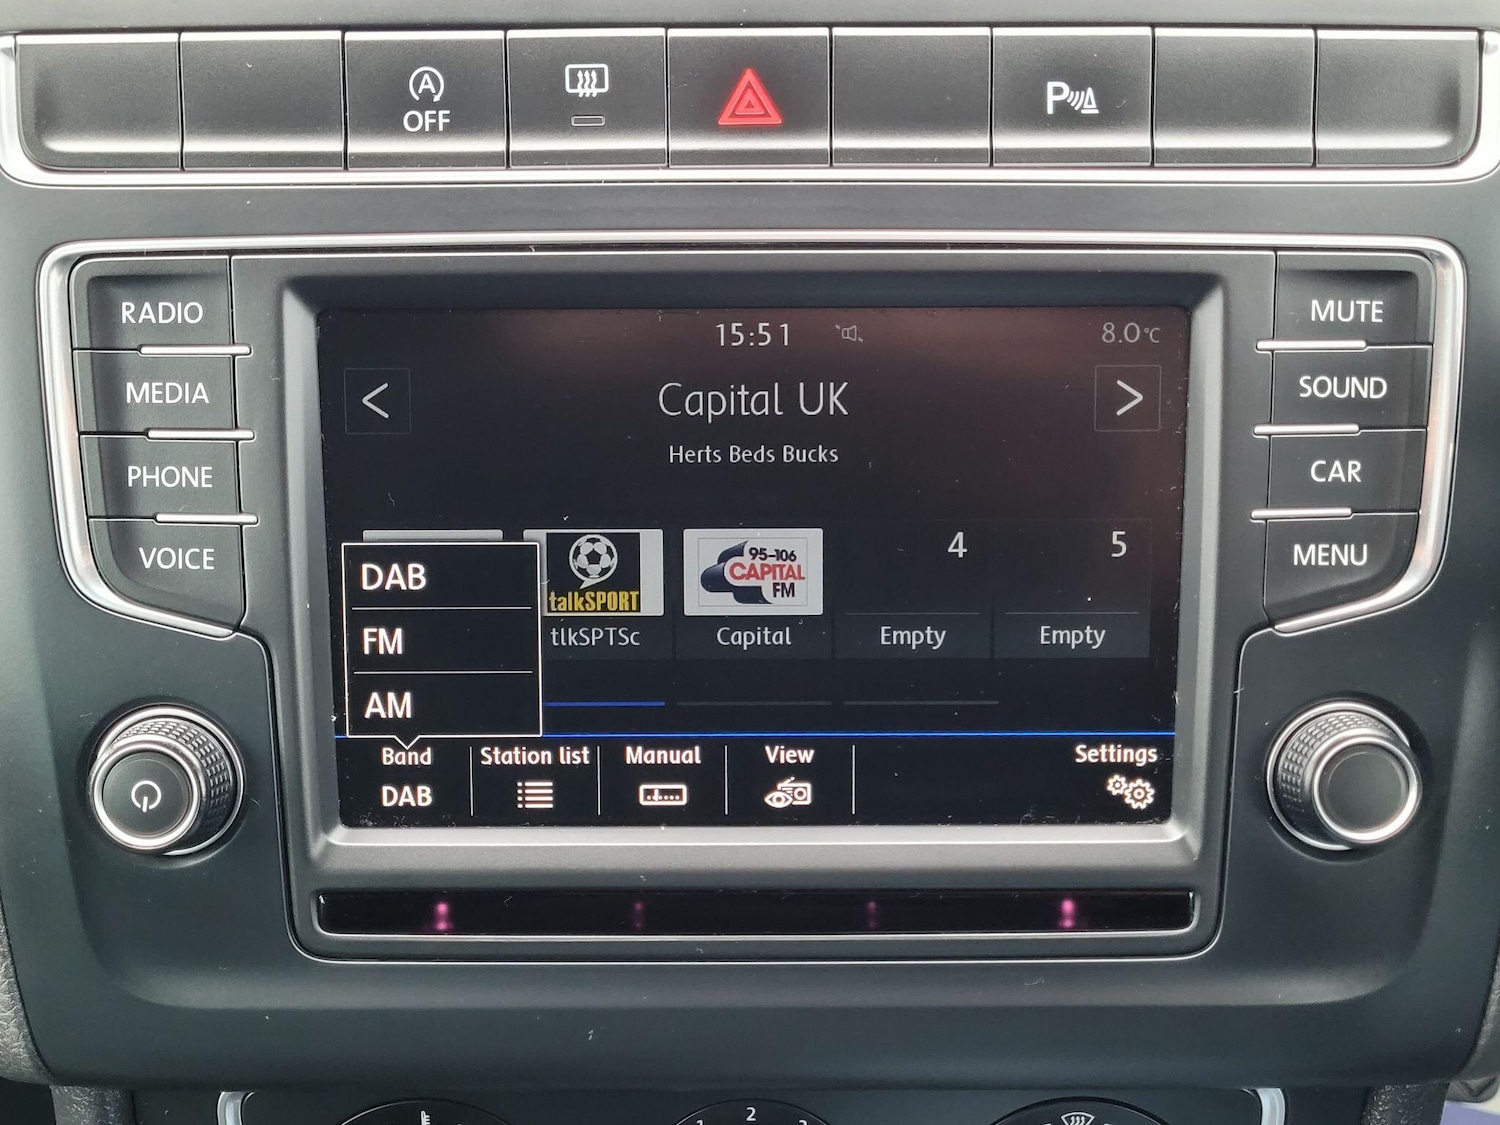 A
OFF
P
RADIO
MEDIA
PHONE
VOICE
MUTE
SOUND
CAR
MENU
15:51
8.0°C
<
Capital UK
>
Herts Beds Bucks
DAB
FM
AM
talkSPORT
tlkSPTSc
95-106
CAPITAL
FM
Capital
4
Empty
5
Empty
Band
DAB
Station list
Manual
View
Settings
2